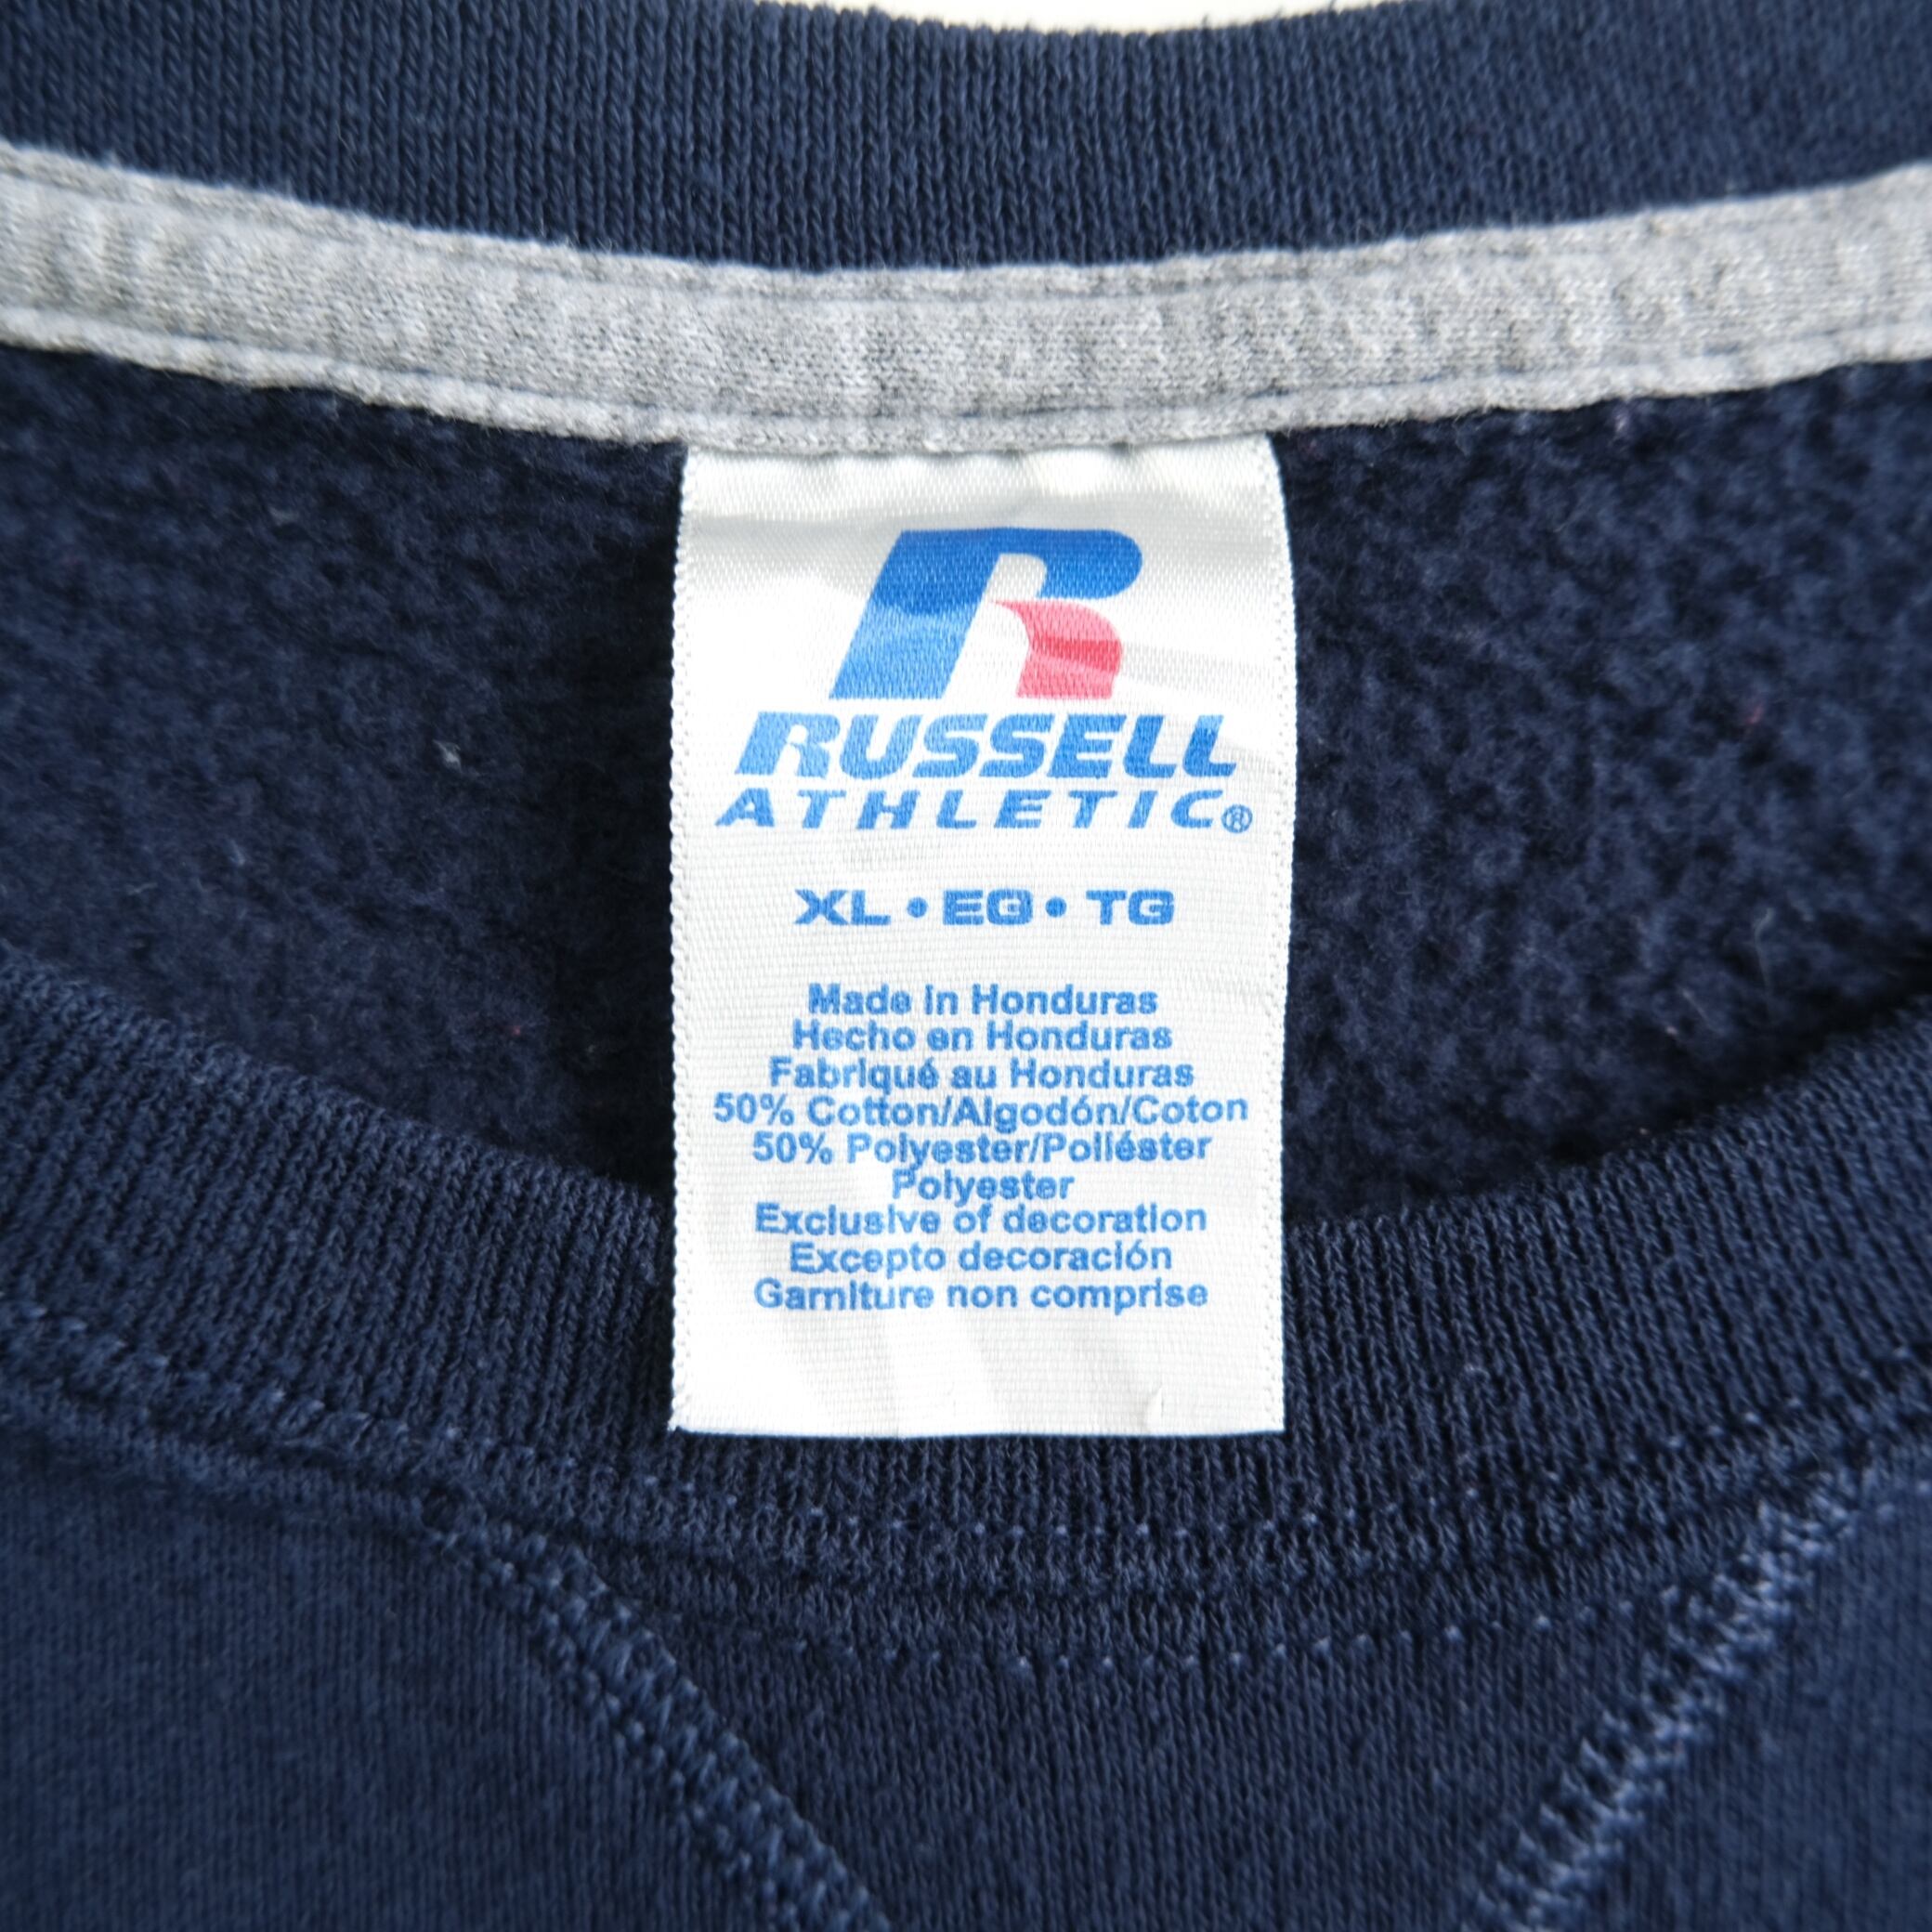 R
RUSSELL
ATHLETIC®
XL • EG • TG
Made in Honduras
Hecho en Honduras
Fabriqué au Honduras
50% Cotton/Algodón/Coton
50% Polyester/Poliéster
Polyester
Exclusive of decoration
Excepto decoración
Garniture non comprise